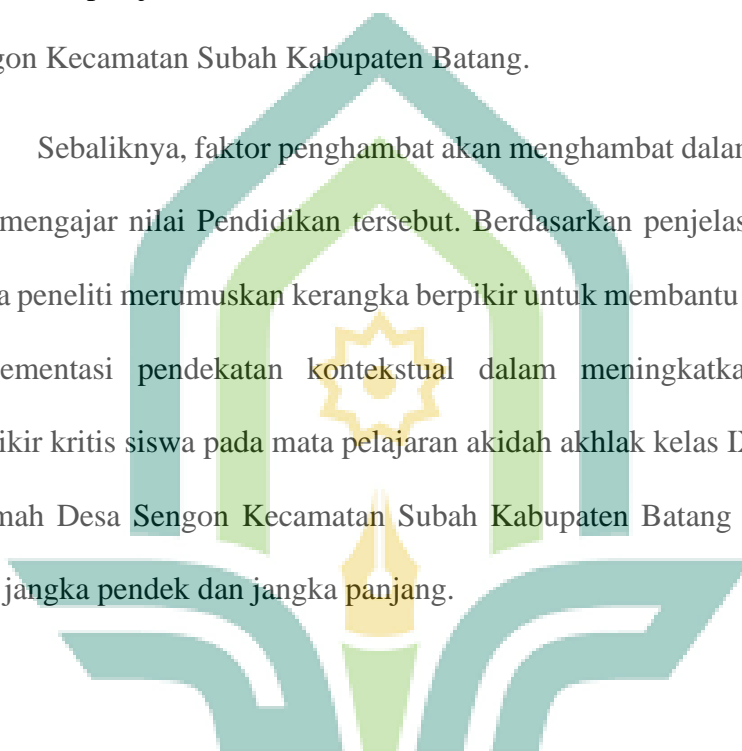 gon Kecamatan Subah Kabupaten Batang.
Sebaliknya, faktor penghambat akan menghambat dalam
mengajar nilai Pendidikan tersebut. Berdasarkan penjelas
a peneliti merumuskan kerangka berpikir untuk membantu
ementasi pendekatan kontekstual dalam meningkatka
ikir kritis siswa pada mata pelajaran akidah akhlak kelas
mah Desa Sengon Kecamatan Subah Kabupaten Batang
jangka pendek dan jangka panjang.